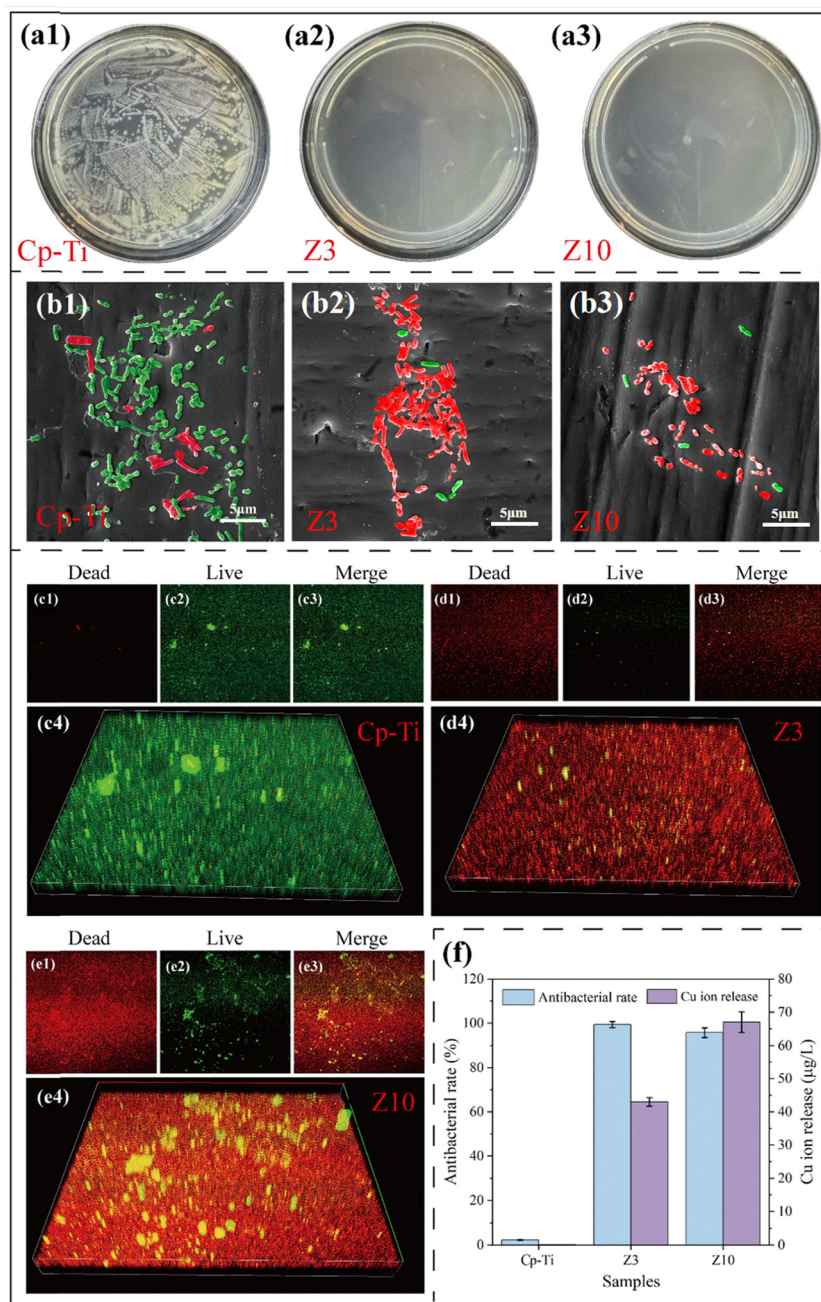 (a1)
(a2)
(a3)
Cp-Ti
Z3
Z10
(b1)
(b2)
(b3)
Cp-Ti
5μm
Z3
5μm
Z10
5μm
Dead Live Merge
Dead Live Merge
(c1)
(c2)
(c3)
(d1)
(d2)
(d3)
(c4)
Cp-Ti
(d4)
Z3
Dead Live Merge
(e1)
(e2)
(e3)
(e4)
Z10
(f)
Antibacterial rate
Cu ion release
120
100
80
60
40
20
0
Antibacterial rate (%)
80
70
60
50
40
30
20
10
0
Cu ion release (μg/L)
Cp-Ti
Z3
Z10
Samples